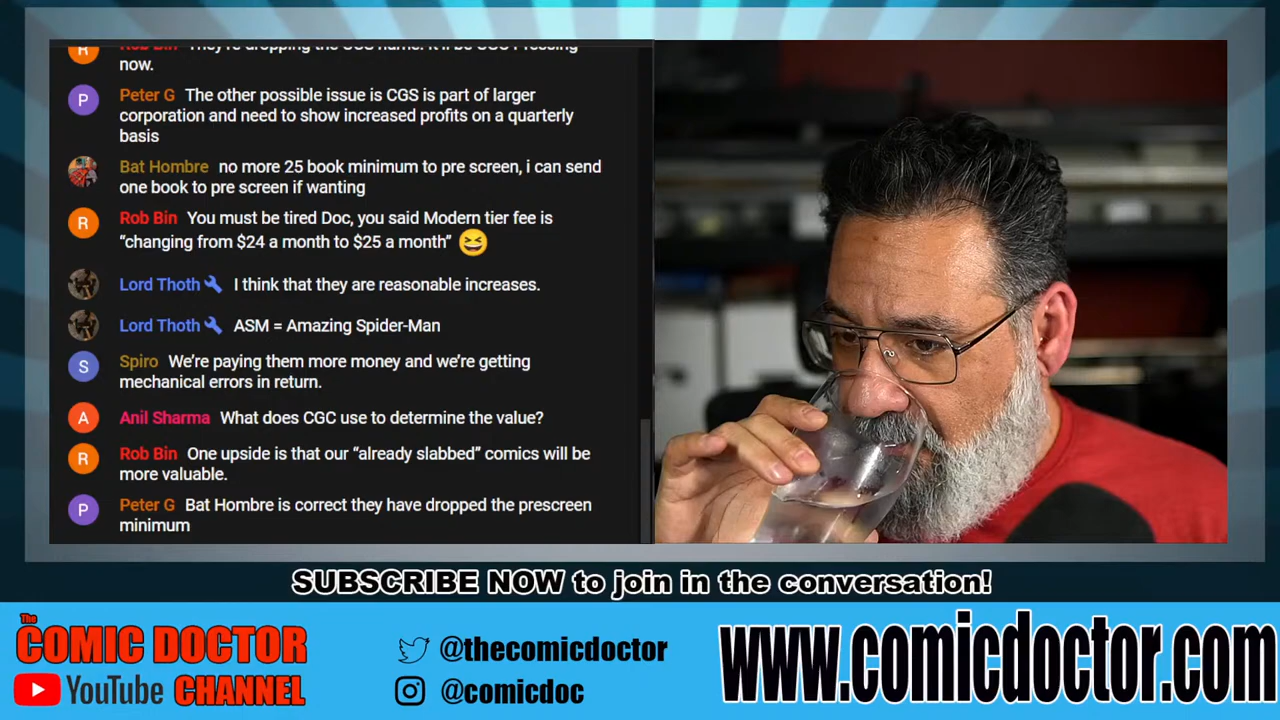 now.
Peter G The other possible issue is CGS is part of larger
corporation and need to show increased profits on a quarterly
basis
Bat Hombre no more 25 book minimum to pre screen, i can send
one book to pre screen if wanting
Rob Bin You must be tired Doc, you said Modern tier fee is
“changing from $24 a month to $25 a month”
Lord Thoth I think that they are reasonable increases.
Lord Thoth ASM = Amazing Spider-Man
Spiro We’re paying them more money and we’re getting
mechanical errors in return.
Anil Sharma What does CGC use to determine the value?
Rob Bin One upside is that our “already slabbed” comics will be
more valuable.
Peter G Bat Hombre is correct they have dropped the prescreen
minimum
R
P
R
S
A
R
P
SUBSCRIBE NOW to join in the conversation!
The
COMIC DOCTOR
YouTube CHANNEL
@thecomicdoctor
@comicdoc
www.comicdoctor.com